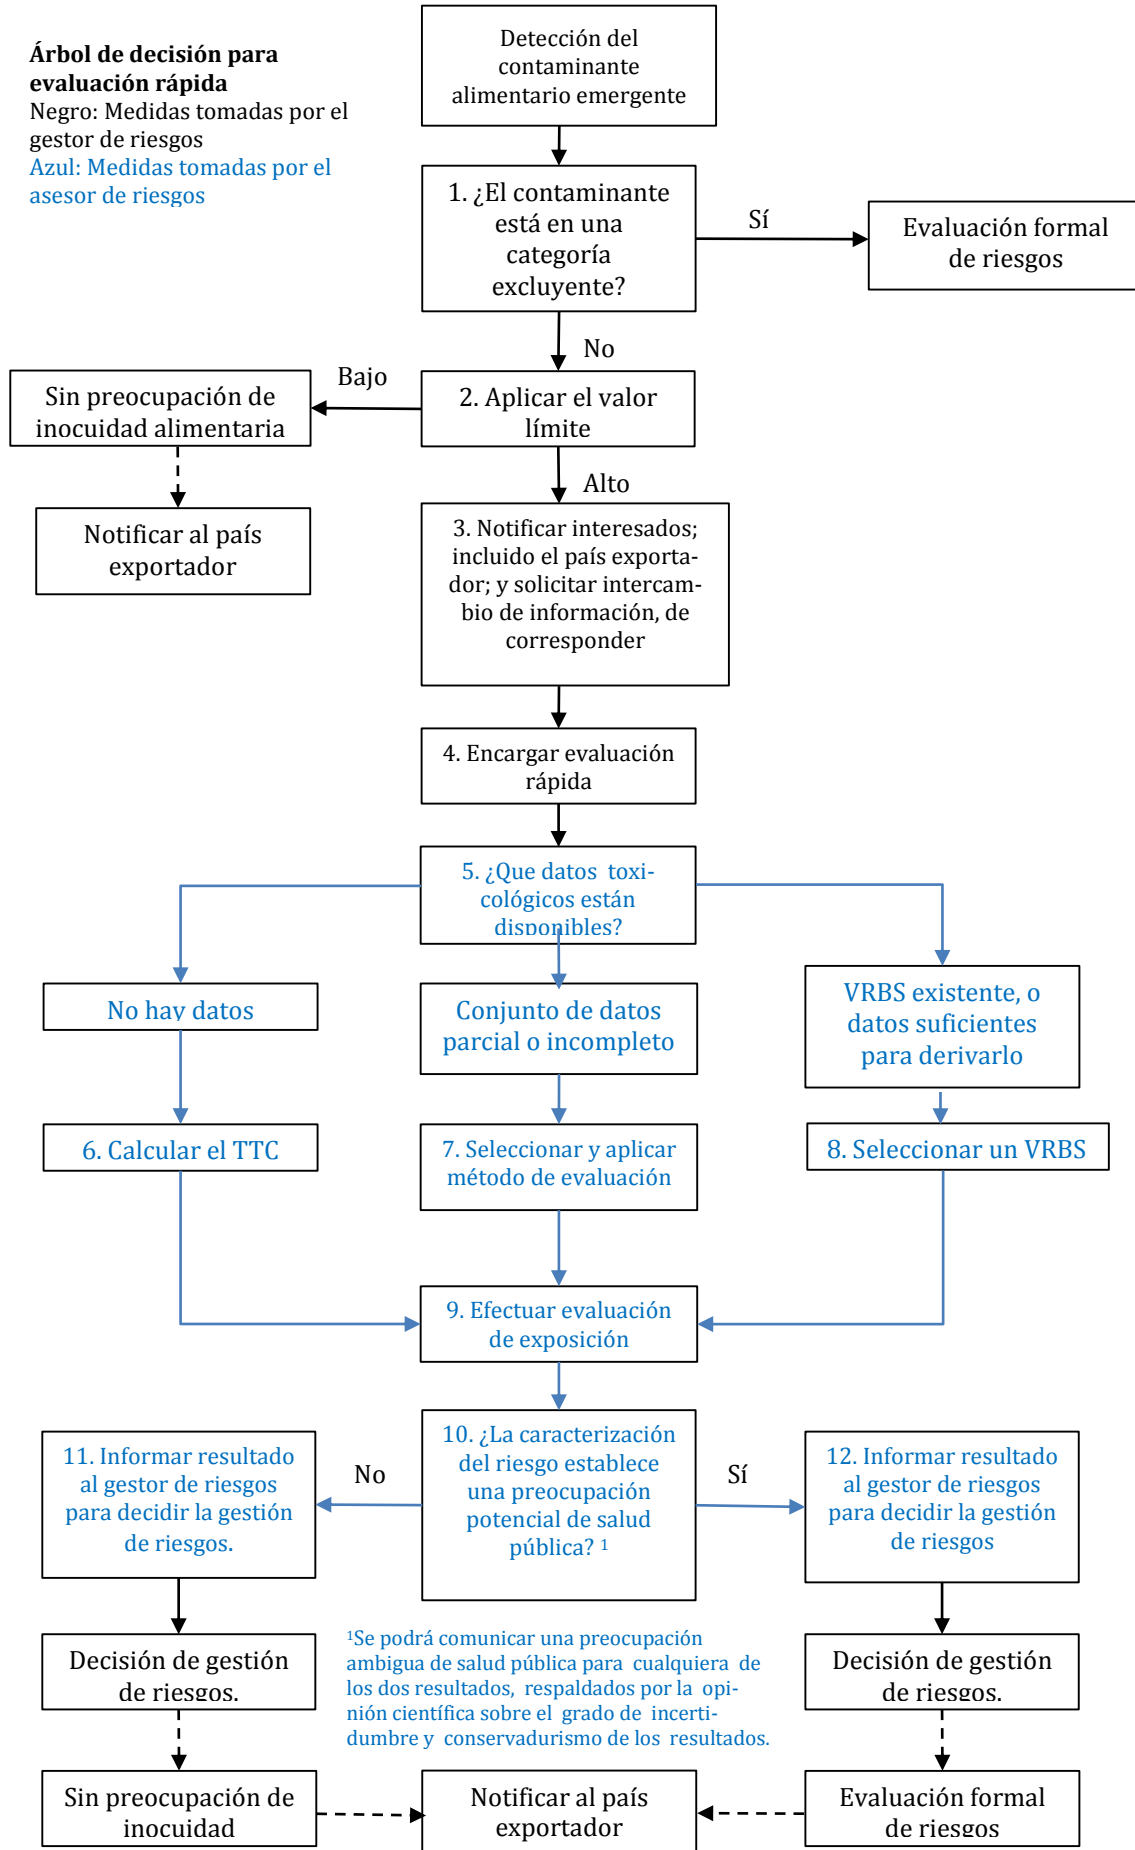 Árbol de decisión para
evaluación rápida
Negro: Medidas tomadas por el
gestor de riesgos
Azul: Medidas tomadas por el
asesor de riesgos
Detección del
contaminante
alimentario emergente
1. ¿El contaminante
está en una
categoría
excluyente?
Sí
Evaluación formal
de riesgos
No
Bajo
Sin preocupación de
inocuidad alimentaria
2. Aplicar el valor
límite
Alto
Notificar al país
exportador
3. Notificar interesados;
incluido el país exporta-
dor; y solicitar intercam-
bio de información, de
corresponder
4. Encargar evaluación
rápida
5. ¿Que datos toxi-
cológicos están
disponibles?
No hay datos
Conjunto de datos
parcial o incompleto
VRBS existente, o
datos suficientes
para derivarlo
6. Calcular el TTC
7. Seleccionar y aplicar
método de evaluación
8. Seleccionar un VRBS
9. Efectuar evaluación
de exposición
10. ¿La caracterización
del riesgo establece
una preocupación
potencial de salud
pública? 1
No
Sí
11. Informar resultado
al gestor de riesgos
para decidir la gestión
de riesgos.
12. Informar resultado
al gestor de riesgos
para decidir la gestión
de riesgos
Decisión de gestión
de riesgos.
1Se podrá comunicar una preocupación
ambigua de salud pública para cualquiera de
los dos resultados, respaldados por la opi-
nión científica sobre el grado de incerti-
dumbre y conservadurismo de los resultados.
Decisión de gestión
de riesgos.
Sin preocupación de
inocuidad
Notificar al país
exportador
Evaluación formal
de riesgos